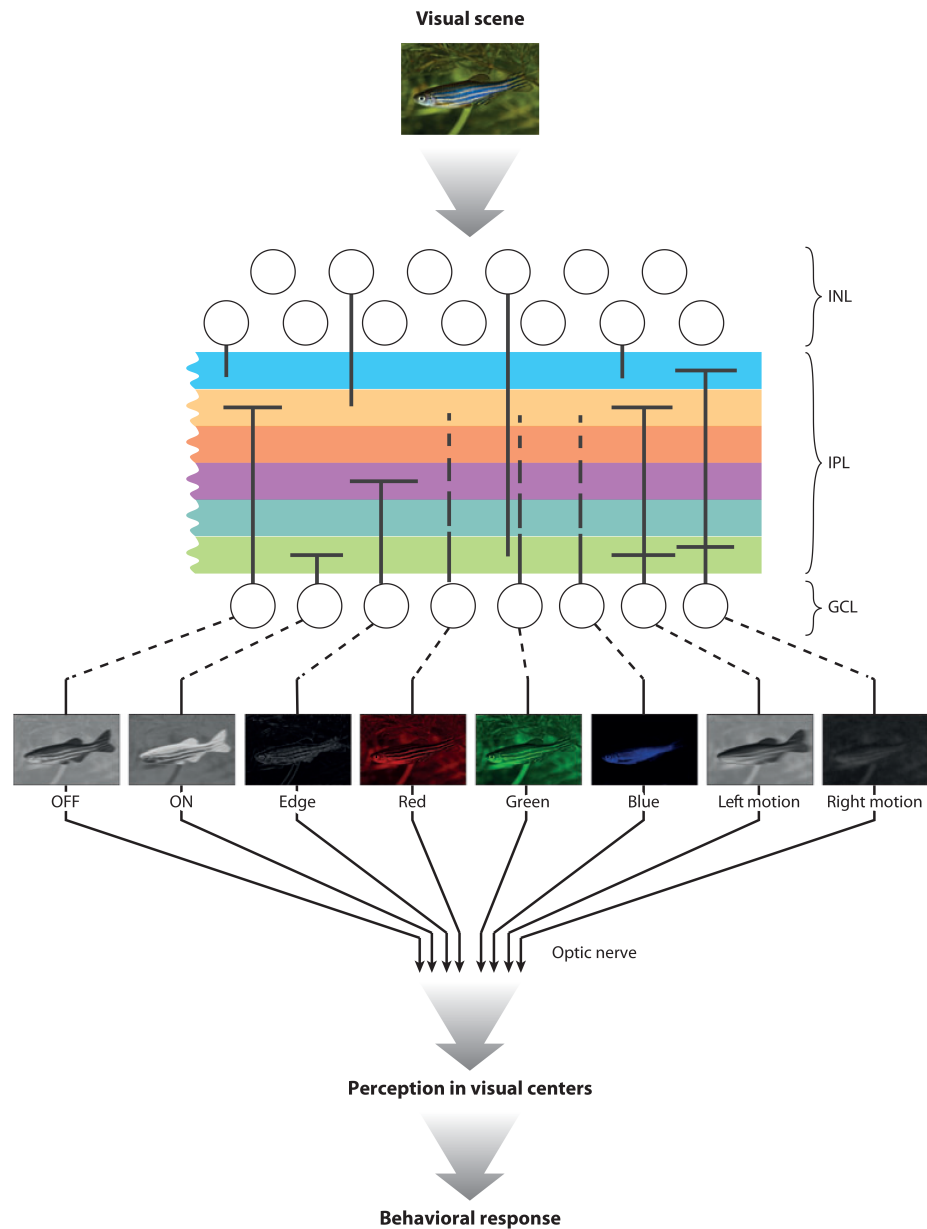 Visual scene
INL
IPL
GCL
OFF
ON
Edge
Red
Green
Blue
Left motion
Right motion
Optic nerve
Perception in visual centers
Behavioral response